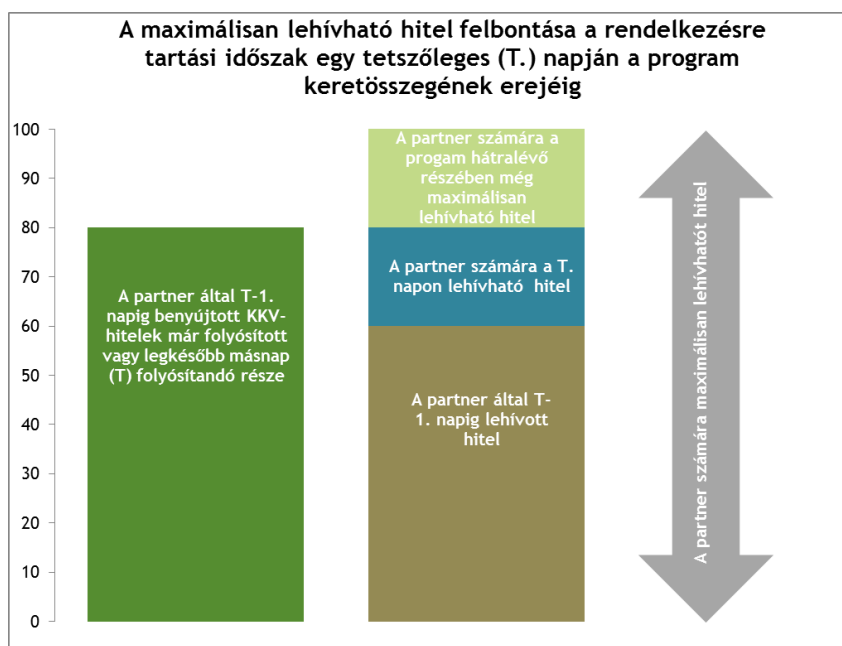 A maximálisan lehívható hitel felbontása a rendelkezésre
tartási időszak egy tetszőleges (T.) napján a program
keretösszegének erejéig
100
90
80
70
60
50
40
30
20
10
0
A partner által T-1.
napig benyújtott KKV-
hitelek már folyósított
vagy legkésőbb másnap
(T) folyósítandó része
A partner számára a
progam hátralévő
részében még
maximálisan
lehívható hitel
A partner számára a T.
napon lehívható hitel
A partner által T-
1. napig lehívott
hitel
A partner számára maximálisan lehívhatót hitel